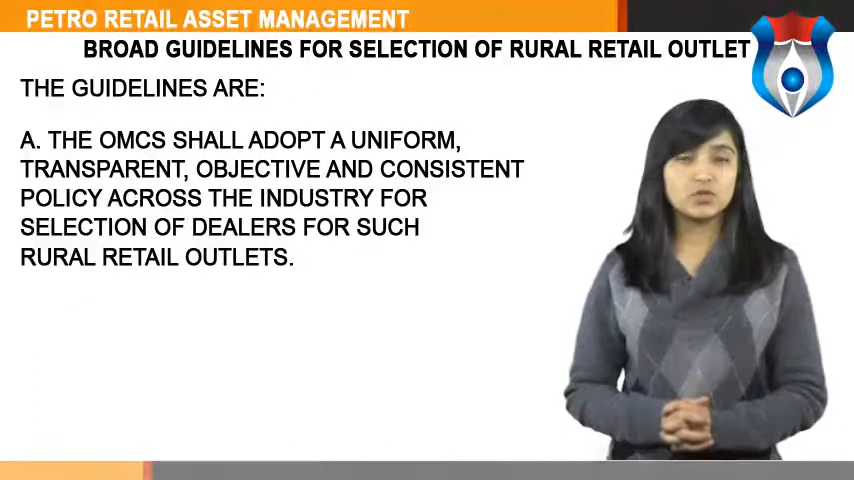 PETRO RETAIL ASSET MANAGEMENT
BROAD GUIDELINES FOR SELECTION OF RURAL RETAIL OUTLET
THE GUIDELINES ARE:
A. THE OMCS SHALL ADOPT A UNIFORM,
TRANSPARENT, OBJECTIVE AND CONSISTENT
POLICY ACROSS THE INDUSTRY FOR
SELECTION OF DEALERS FOR SUCH
RURAL RETAIL OUTLETS.